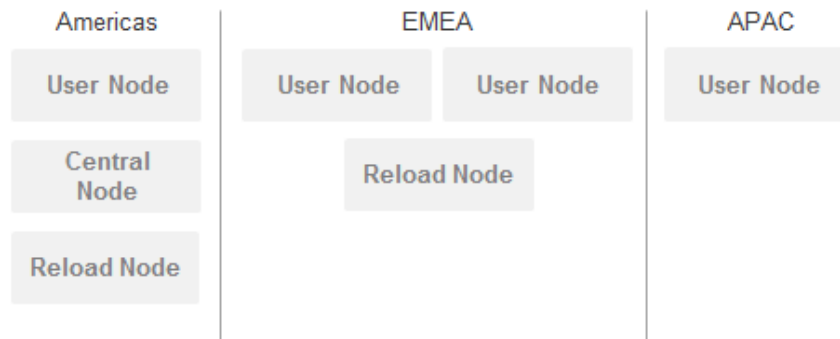 Americas
EMEA
APAC
User Node
User Node
User Node
User Node
Central
Node
Reload Node
Reload Node